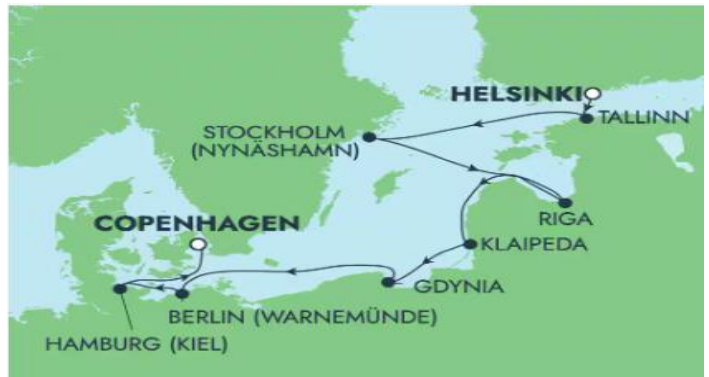 HELSINKI
TALLINN
STOCKHOLM
(NYNÄSHAMN)
RIGA
COPENHAGEN
KLAIPEDA
GDYNIA
BERLIN (WARNEMÜNDE)
HAMBURG (KIEL)